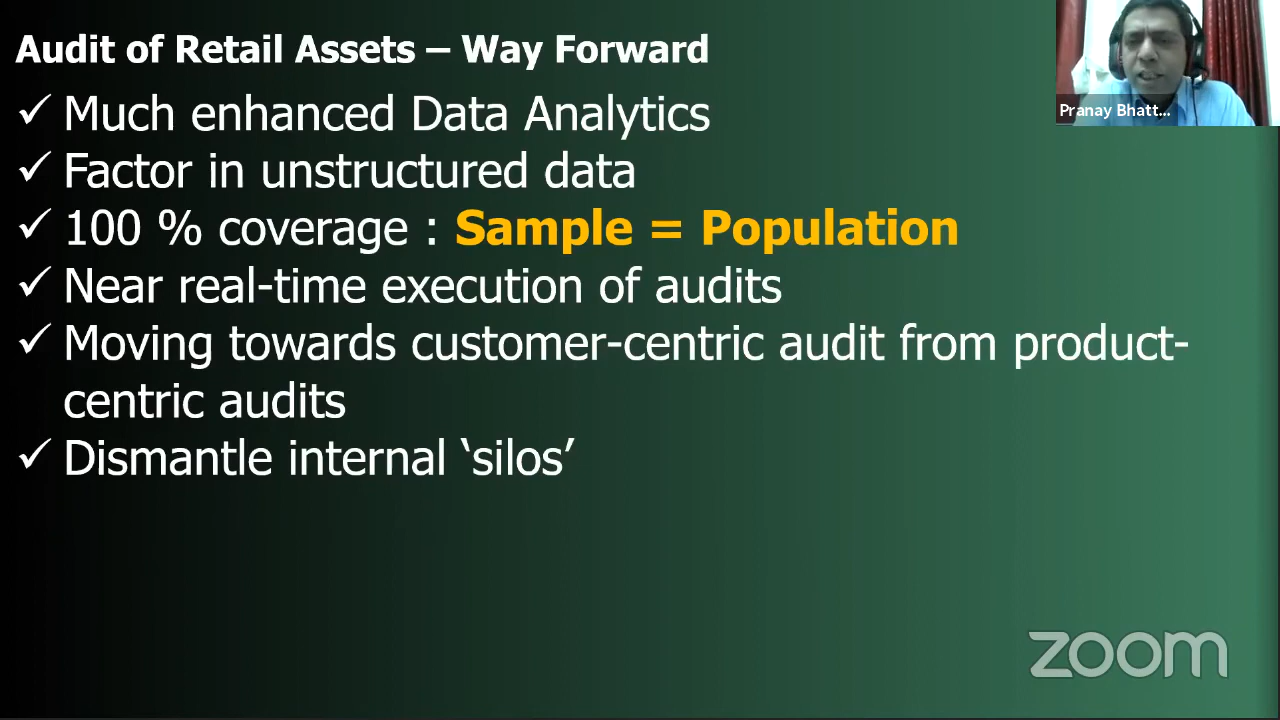 Audit of Retail Assets – Way Forward
✓ Much enhanced Data Analytics
✓ Factor in unstructured data
✓ 100 % coverage : Sample = Population
✓ Near real-time execution of audits
✓ Moving towards customer-centric audit from product-
centric audits
✓ Dismantle internal ‘silos’
Pranay Bhatt...
zoom